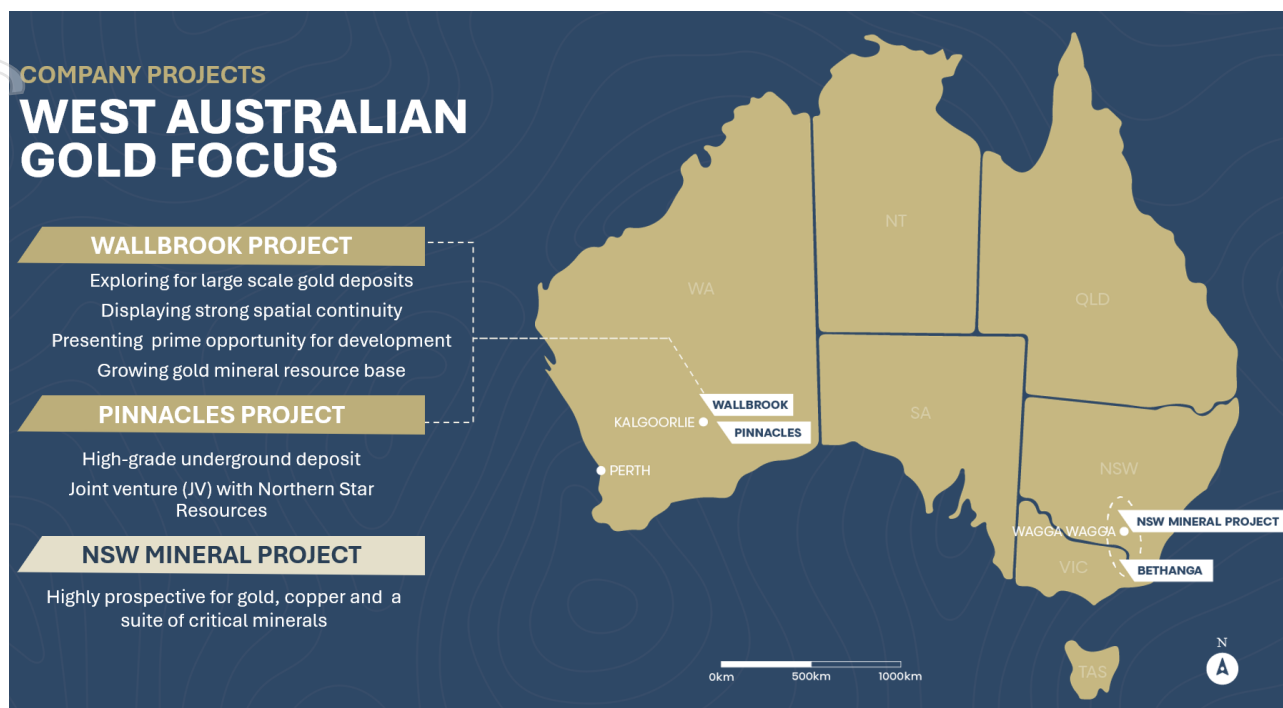 COMPANY PROJECTS
WEST AUSTRALIAN
GOLD FOCUS
WALLBROOK PROJECT
Exploring for large scale gold deposits
Displaying strong spatial continuity
Presenting prime opportunity for development
Growing gold mineral resource base
PINNACLES PROJECT
High-grade underground deposit
Joint venture (JV) with Northern Star
Resources
NSW MINERAL PROJECT
Highly prospective for gold, copper and a
suite of critical minerals
NT
WA
QLD
WALLBROOK
SA
KALGOORLIE
PINNACLES
PERTH
NSW
NSW MINERAL PROJECT
WAGGA WAGGA
VIC
BETHANGA
TAS
N
0km
500km
1000km